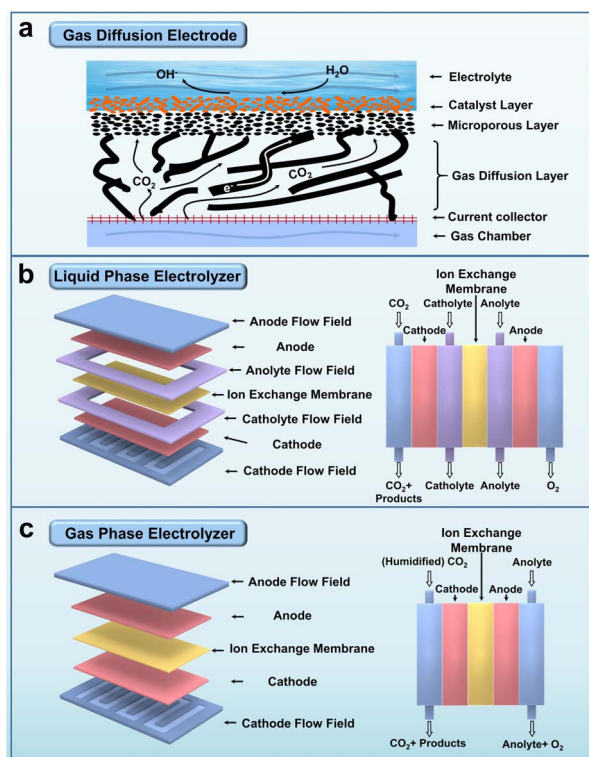 a
Gas Diffusion Electrode
OH-
H2O
CO2
CO2
e-
Electrolyte
Catalyst Layer
Microporous Layer
Gas Diffusion Layer
Current collector
Gas Chamber
b
Liquid Phase Electrolyzer
Anode Flow Field
Anode
Anolyte Flow Field
Ion Exchange Membrane
Catholyte Flow Field
Cathode
Cathode Flow Field
Ion Exchange
Membrane
CO2
Catholyte
Anolyte
Cathode
Anode
CO2+
Products
Catholyte
Anolyte
O2
c
Gas Phase Electrolyzer
Anode Flow Field
Anode
Ion Exchange Membrane
Cathode
Cathode Flow Field
Ion Exchange
Membrane
(Humidified) CO2
Anolyte
Cathode
Anode
CO2+ Products
Anolyte+ O2